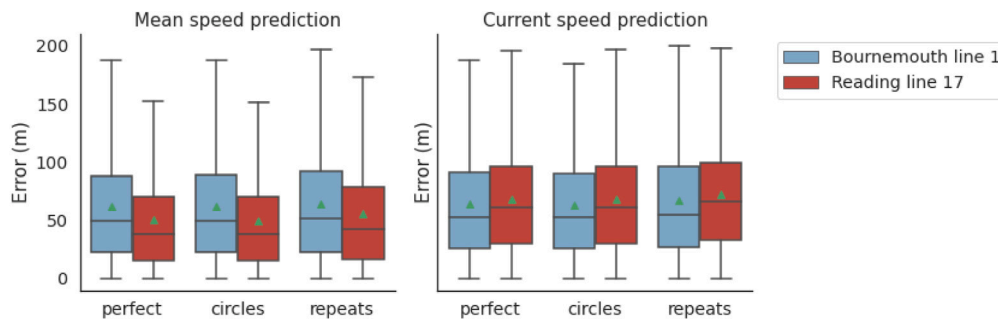 Mean speed prediction
Current speed prediction
200
150
100
50
0
Error (m)
Error (m)
perfect circles repeats
perfect circles repeats
Bournemouth line 1
Reading line 17